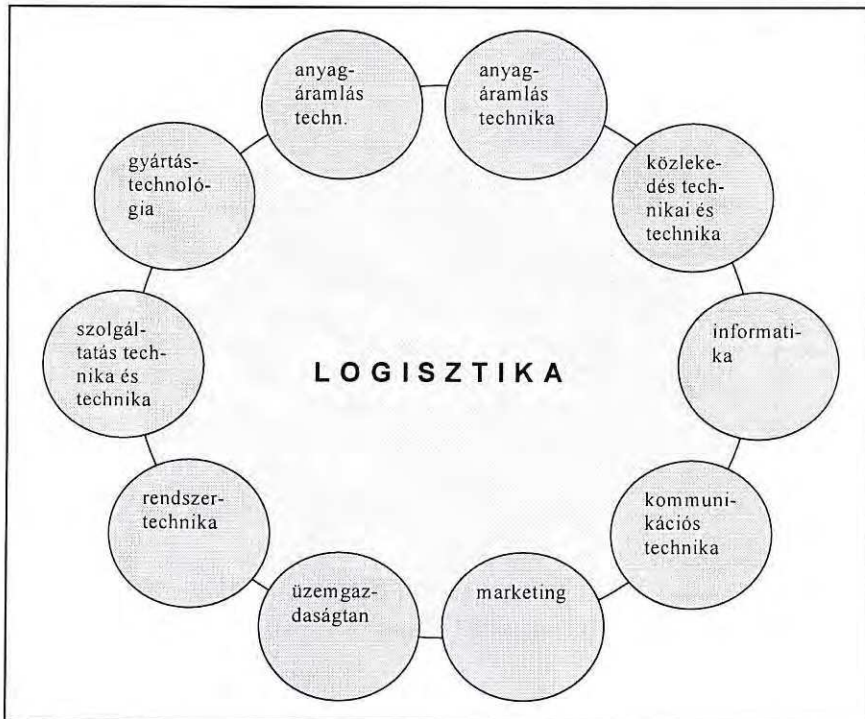 anyag-
áramlás
techn.
anyag-
áramlás
technika
gyártás-
technoló-
gia
közleke-
dés tech-
nikai és
technika
szolgál-
tatás tech-
nika és
technika
LOGISZTIKA
informati-
ka
rendszer-
technika
kommuni-
kációs
technika
üzemgaz-
daságtan
marketing